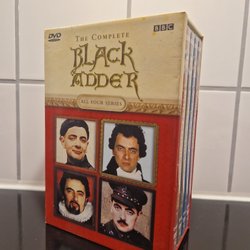 DVD
BBC
THE COMPLETE
BLACK
ADDER
ALL FOUR SERIES